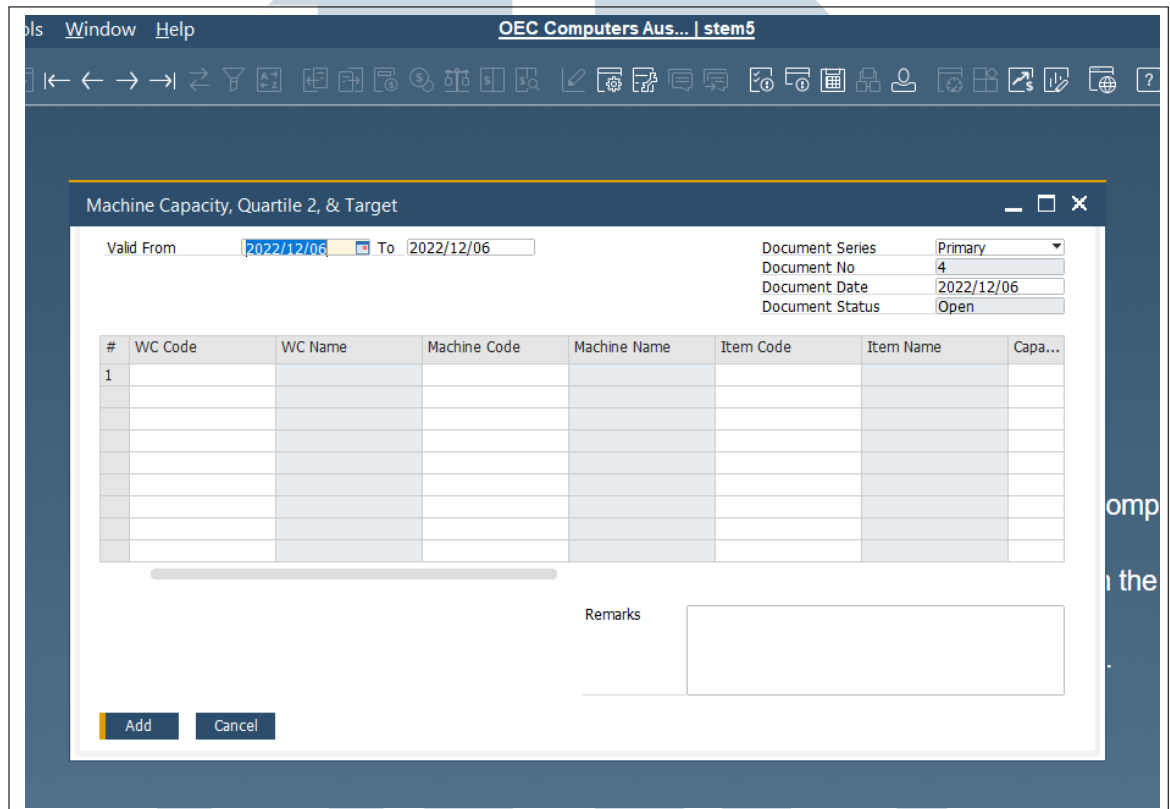 ols Window Help OEC Computers Aus... | stem5
Machine Capacity, Quartile 2, & Target
Valid From 2022/12/06 To 2022/12/06 Document Series Primary
Document No 4
Document Date 2022/12/06
Document Status Open
# WC Code WC Name Machine Code Machine Name Item Code Item Name Capa...
1
omp
the
Remarks
.
Add Cancel